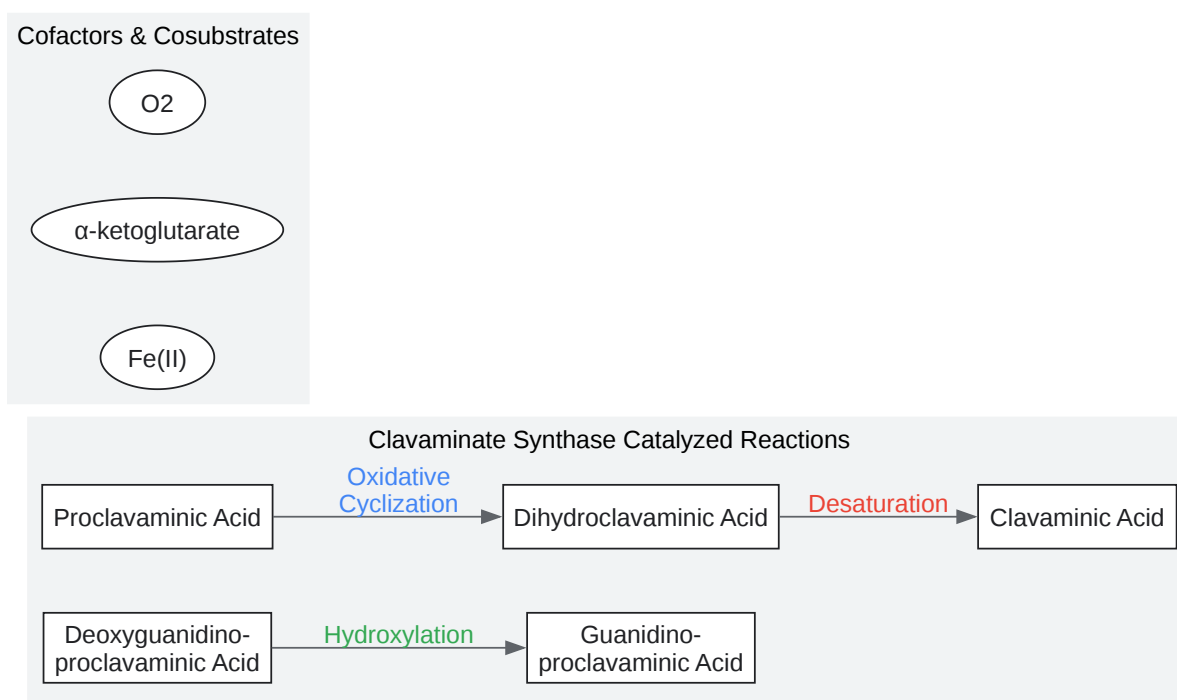 Cofactors & Cosubstrates
O2
α-ketoglutarate
Fe(II)
Clavaminate Synthase Catalyzed Reactions
Oxidative
Cyclization
Proclavaminic Acid
Dihydroclavaminic Acid
Desaturation
Clavaminic Acid
Deoxyguanidino-
proclavaminic Acid
Hydroxylation
Guanidino-
proclavaminic Acid